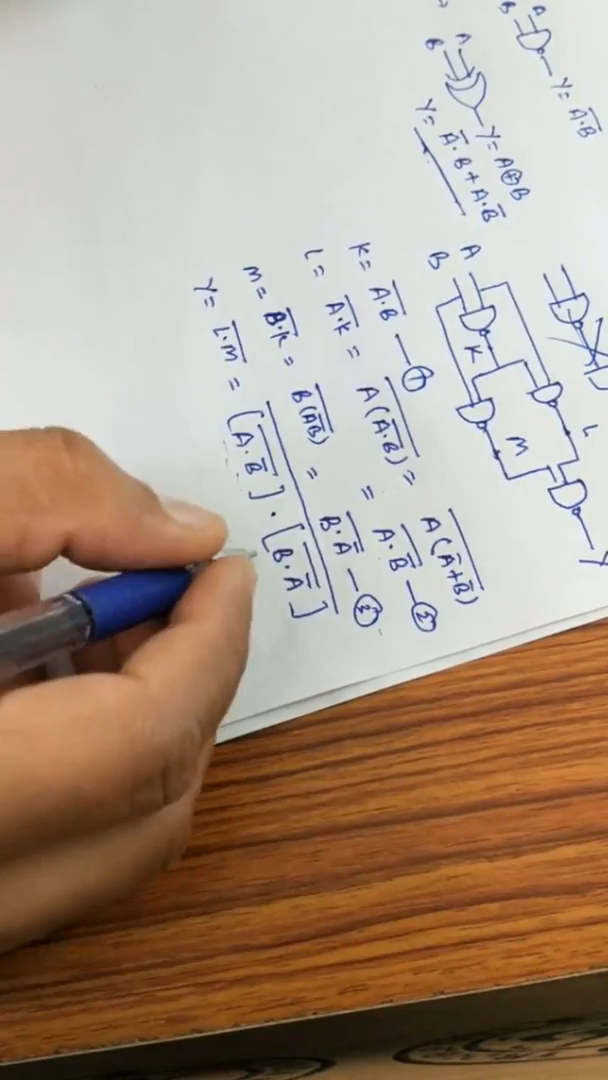 A
B
Y = A̅.̅B̅
A
B
Y = A⊕B
Y = A̅.B + A.B̅
A
B
K
L
M
Y
K = A̅.̅B̅ — ①
L = A̅.̅K̅ = A̅(̅A̅.̅B̅)̅ = A̅(̅A̅+̅B̅)̅
= A̅.̅B̅ — ②
M = B̅.̅K̅ = B̅(̅A̅B̅)̅ = B̅.̅A̅ — ③
Y = L̅.̅M̅ = [A̅.̅B̅] . [B̅.̅A̅]